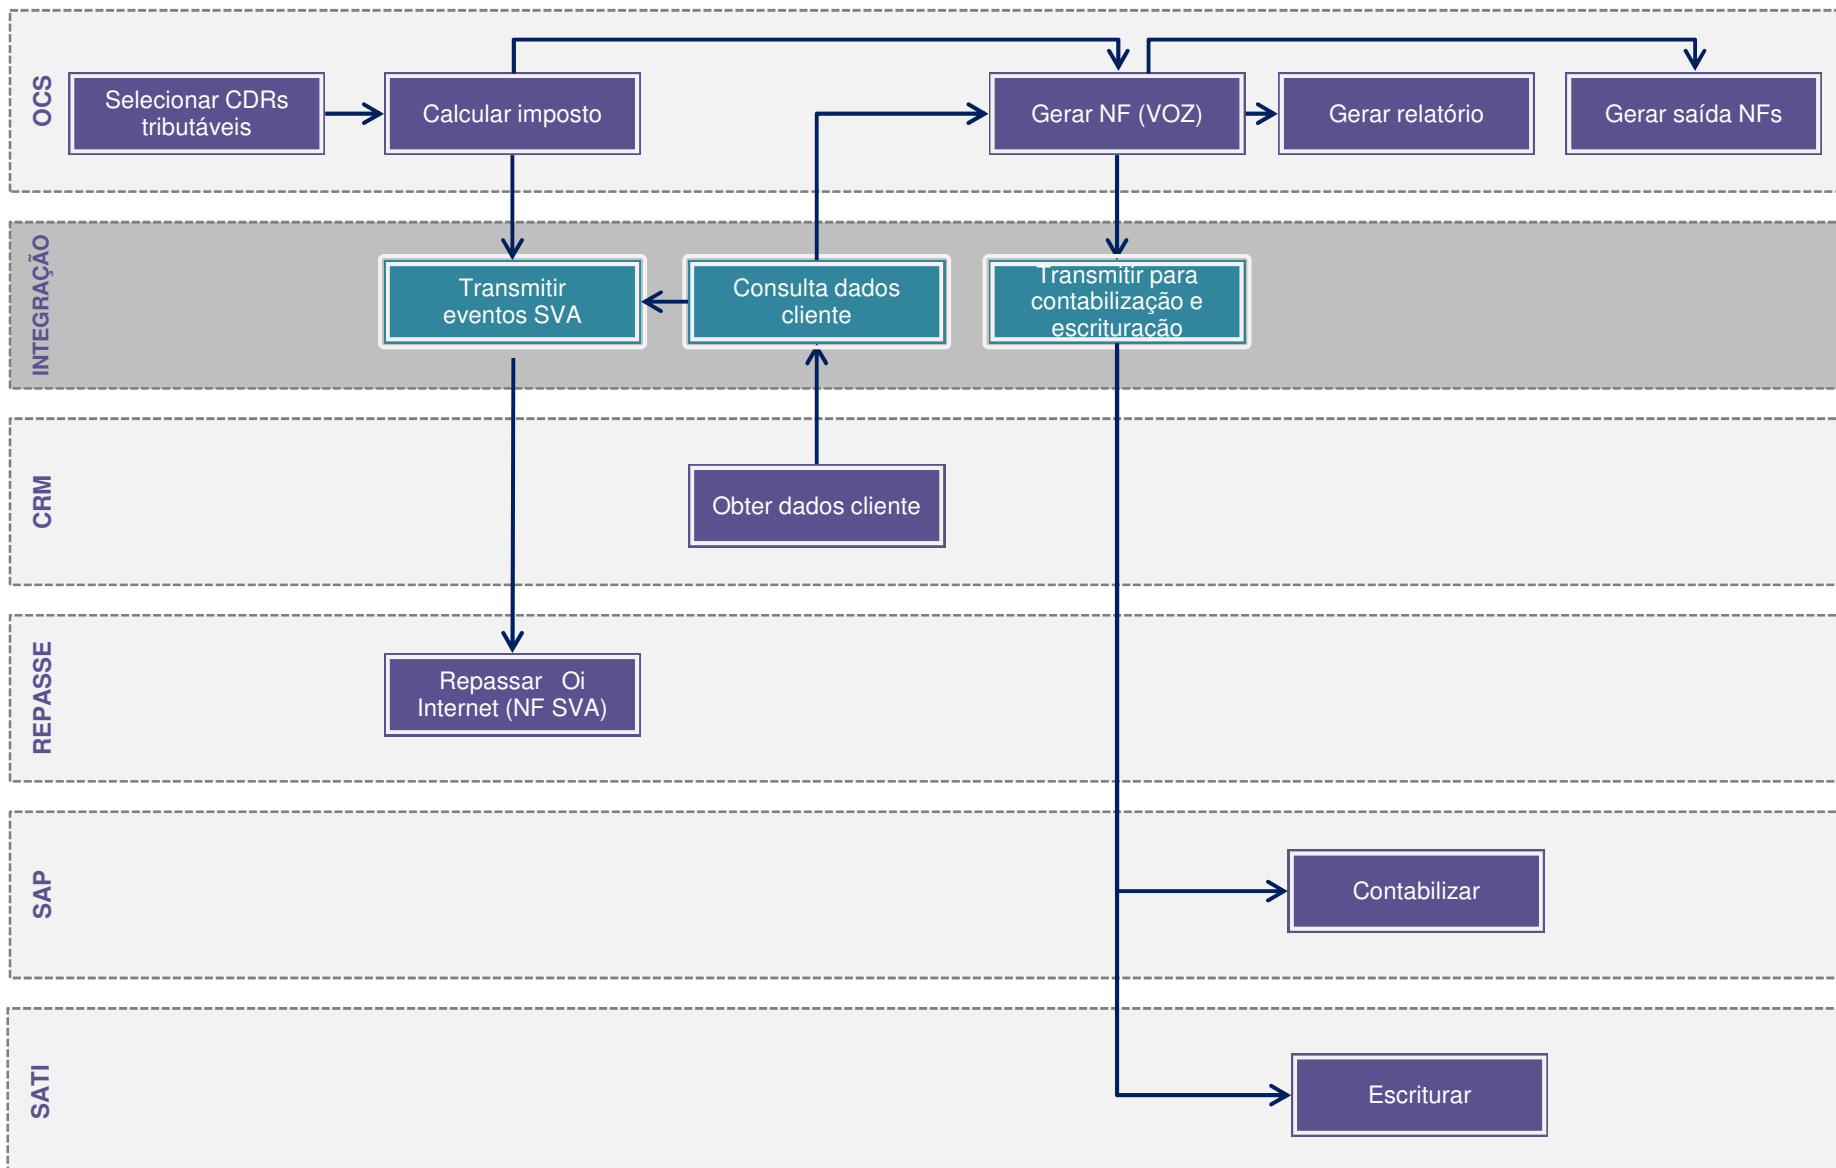 OCS
Selecionar CDRs
tributáveis
Calcular imposto
Gerar NF (VOZ)
Gerar relatório
Gerar saída NFs
INTEGRAÇÃO
Transmitir
eventos SVA
Consulta dados
cliente
Transmitir para
contabilização e
escrituração
CRM
Obter dados cliente
REPASSE
Repassar Oi
Internet (NF SVA)
SAP
Contabilizar
SATI
Escriturar